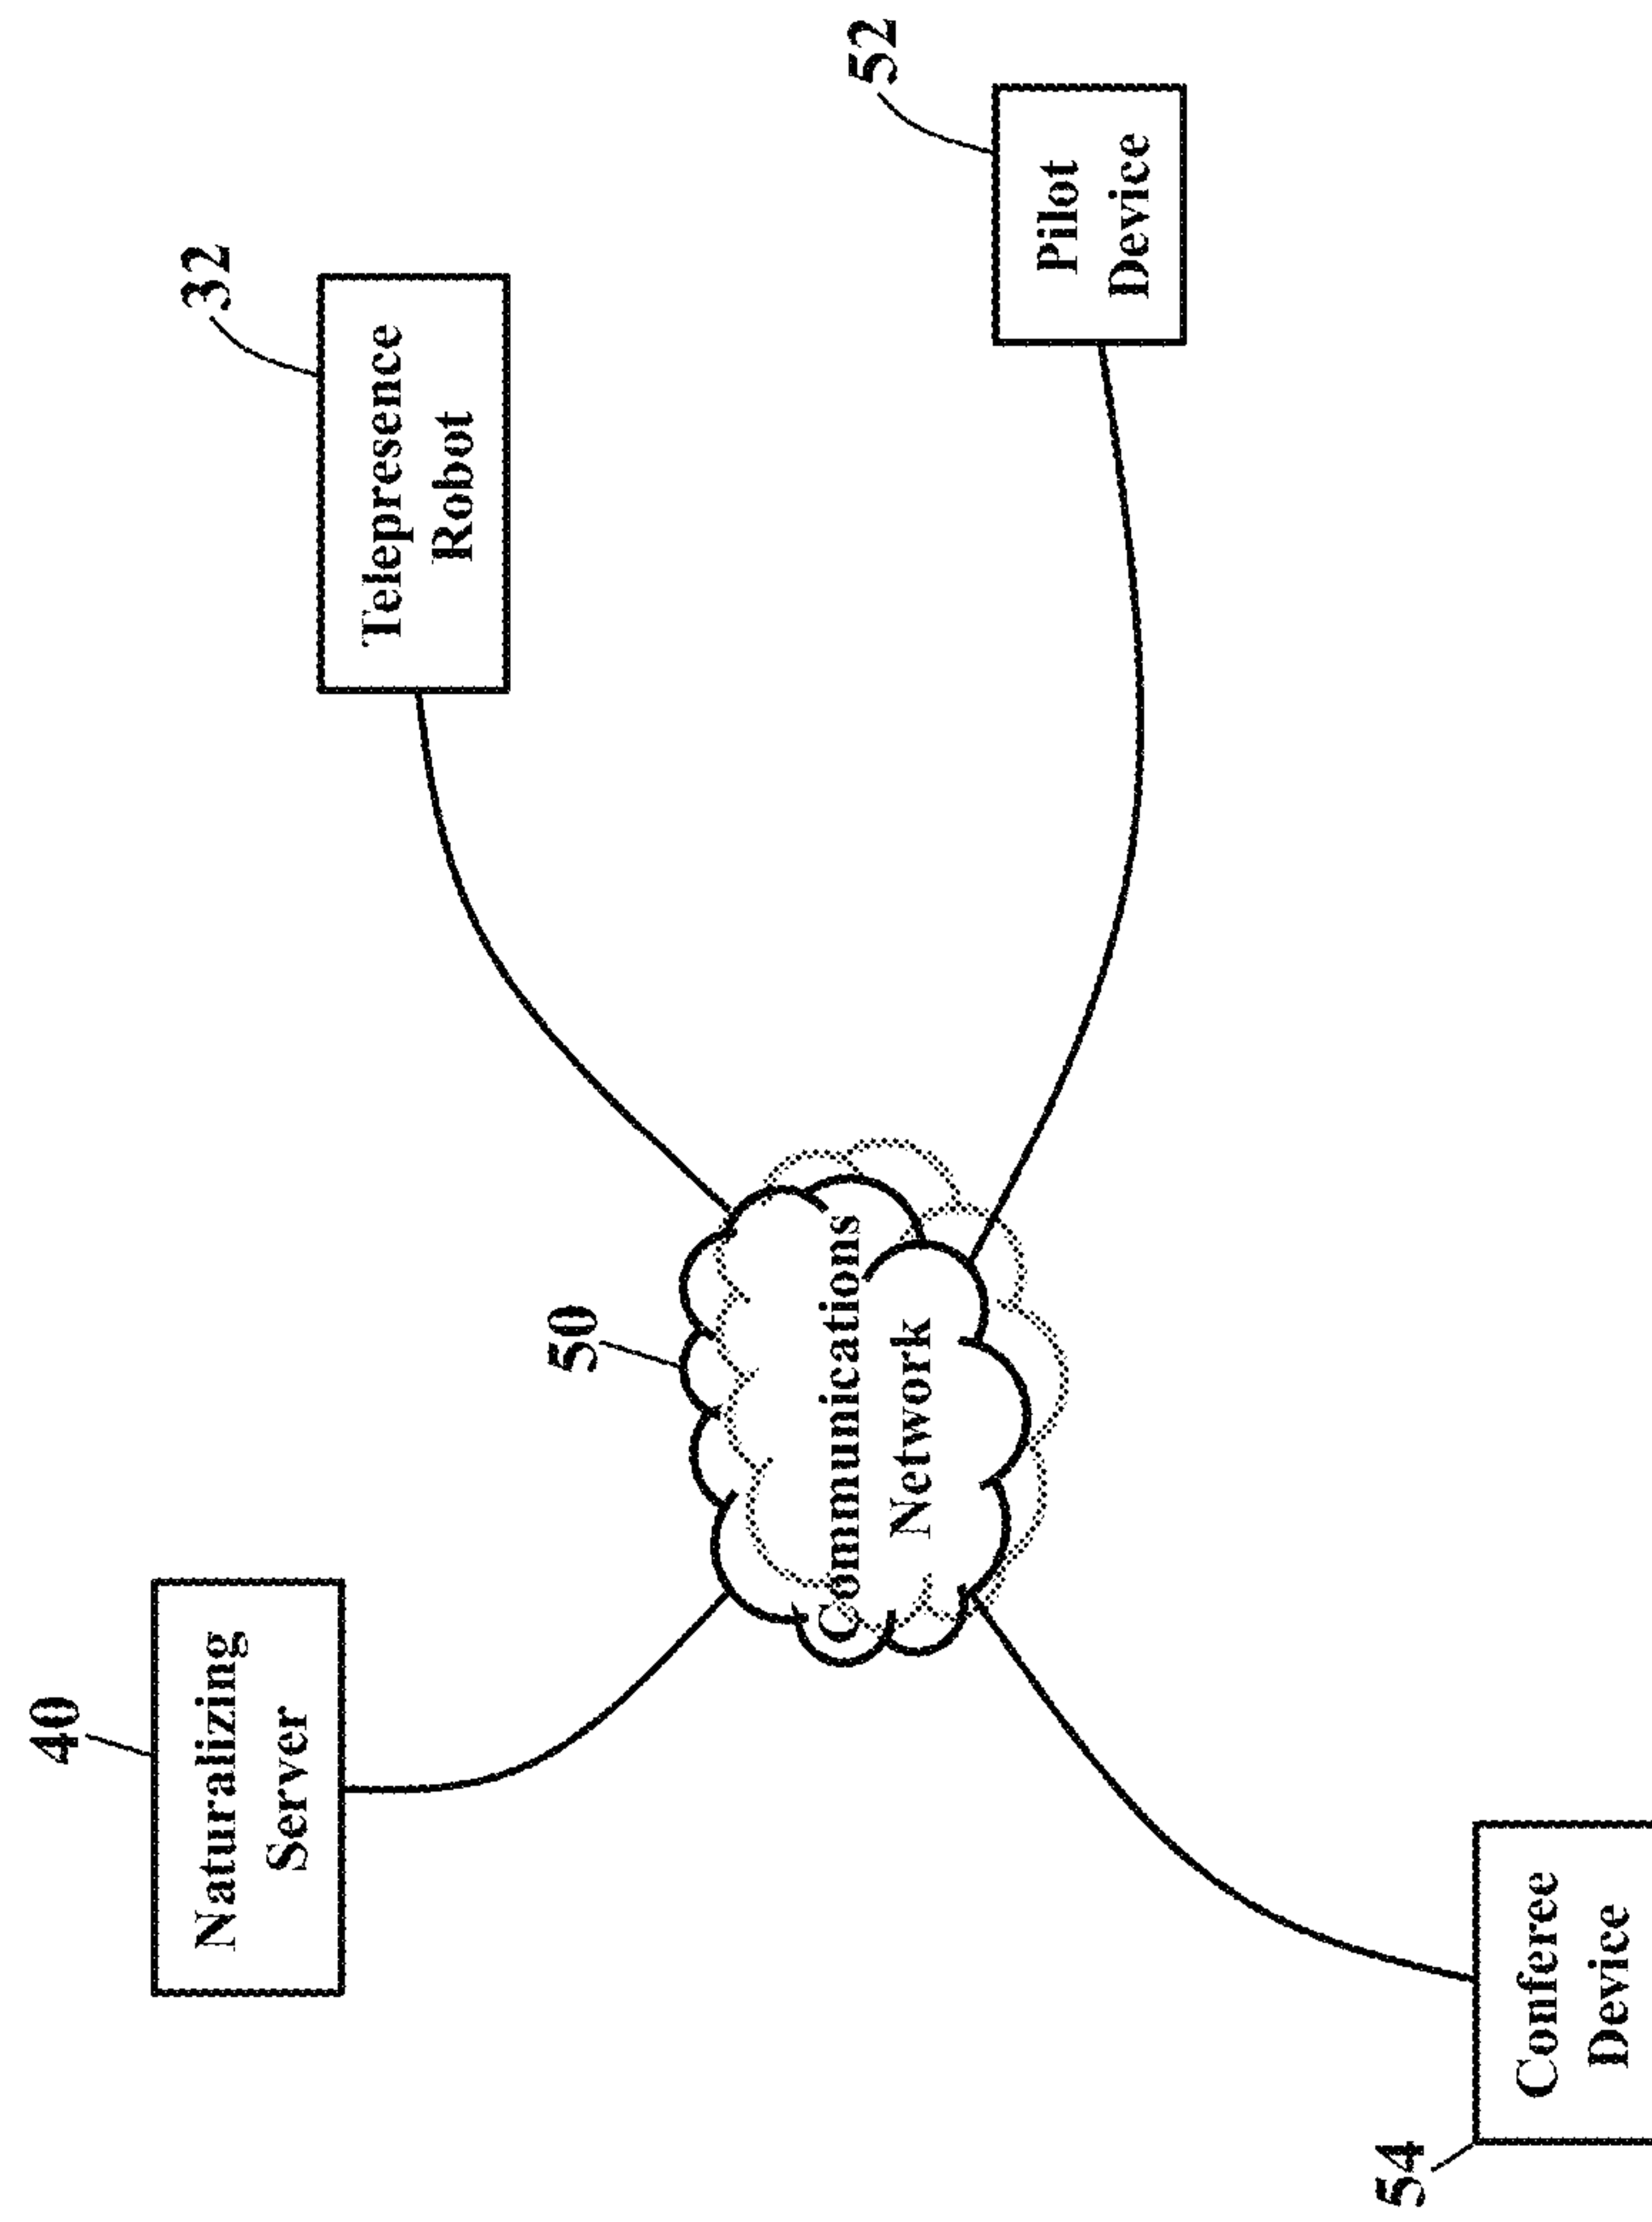 40
Naturalizing
Server
32
Telepresence
Robot
50
Communications
Network
52
Pilot
Device
54
Conferee
Device